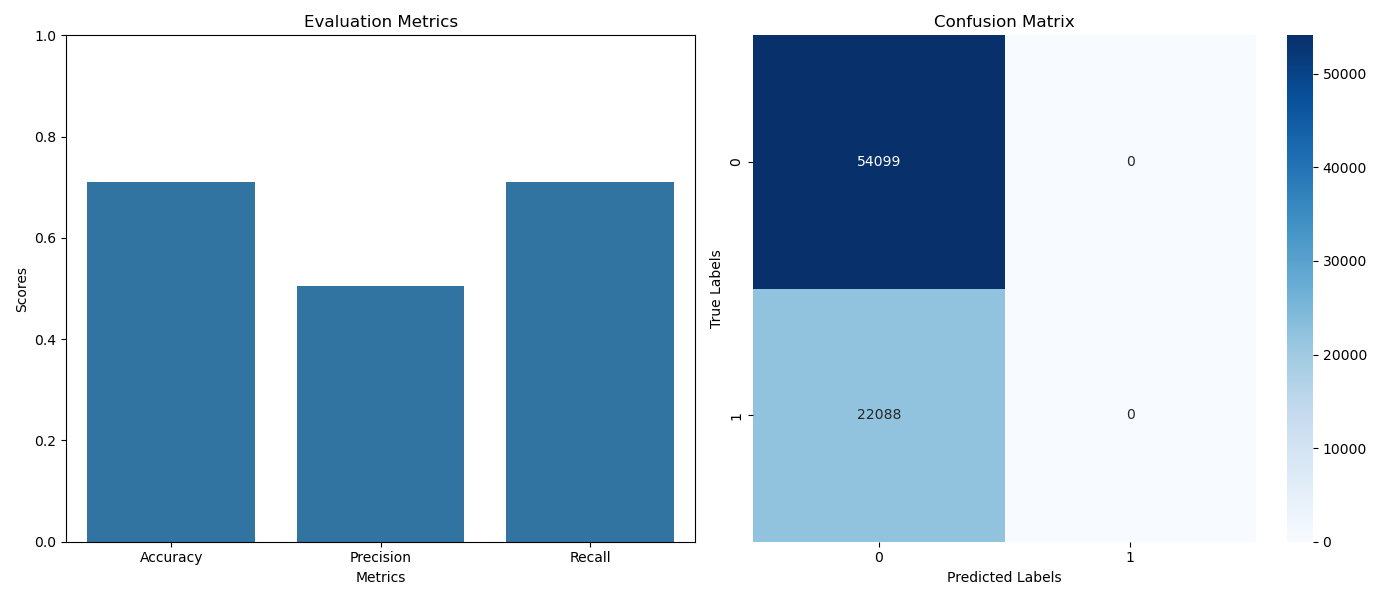 Evaluation Metrics
1.0
0.8
0.6
0.4
0.2
0.0
Scores
Accuracy
Precision
Recall
Metrics
Confusion Matrix
0
1
True Labels
54099
0
22088
0
0
1
Predicted Labels
50000
40000
30000
20000
10000
0